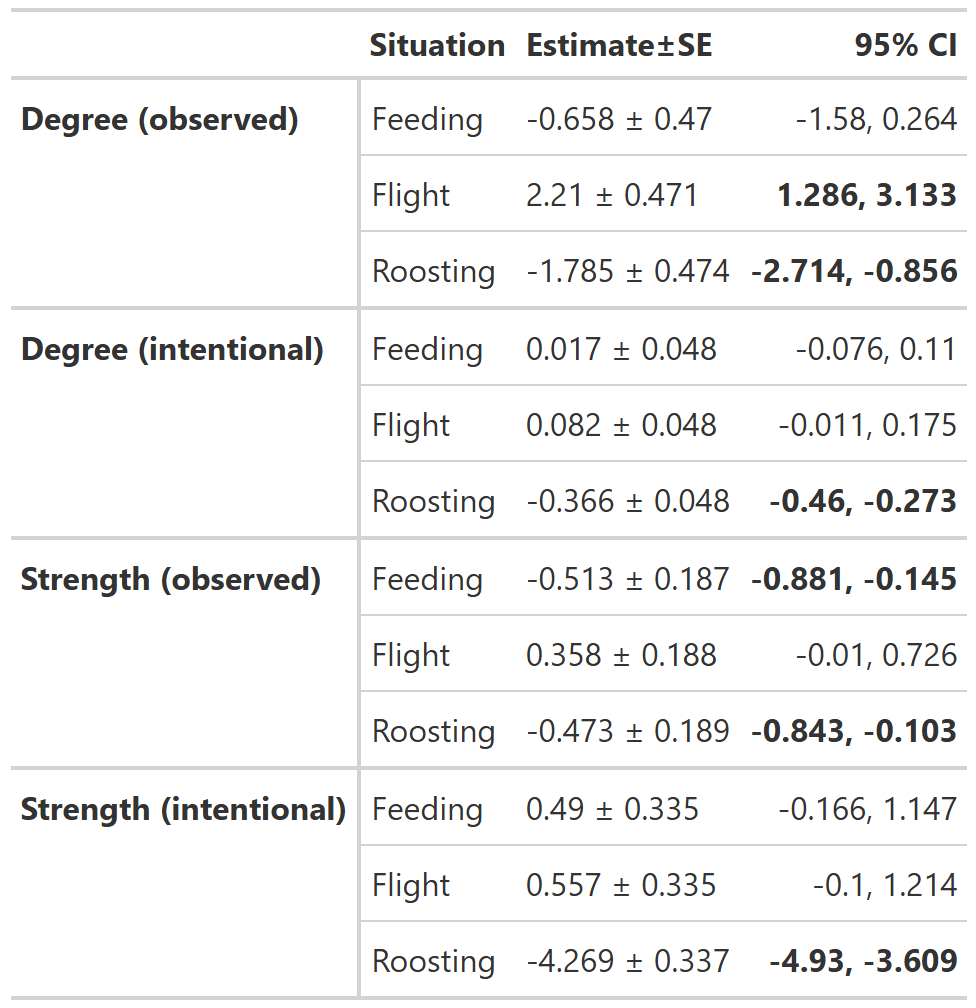 Situation Estimate±SE 95% CI
Degree (observed) Feeding -0.658 ± 0.47 -1.58, 0.264
Flight 2.21 ± 0.471 1.286, 3.133
Roosting -1.785 ± 0.474 -2.714, -0.856
Degree (intentional) Feeding 0.017 ± 0.048 -0.076, 0.11
Flight 0.082 ± 0.048 -0.011, 0.175
Roosting -0.366 ± 0.048 -0.46, -0.273
Strength (observed) Feeding -0.513 ± 0.187 -0.881, -0.145
Flight 0.358 ± 0.188 -0.01, 0.726
Roosting -0.473 ± 0.189 -0.843, -0.103
Strength (intentional) Feeding 0.49 ± 0.335 -0.166, 1.147
Flight 0.557 ± 0.335 -0.1, 1.214
Roosting -4.269 ± 0.337 -4.93, -3.609